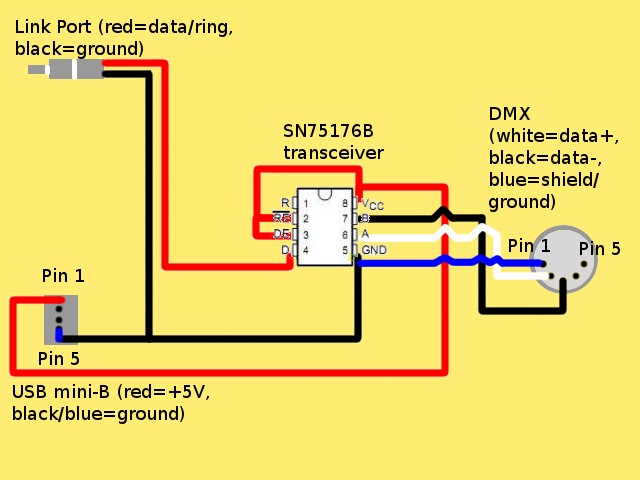 Link Port (red=data/ring,
black=ground)
SN75176B
transceiver
DMX
(white=data+,
black=data-,
blue=shield/
ground)
R 1 8 VCC
RE 2 7 B
DE 3 6 A
D 4 5 GND
Pin 1
Pin 5
Pin 1
Pin 5
USB mini-B (red=+5V,
black/blue=ground)